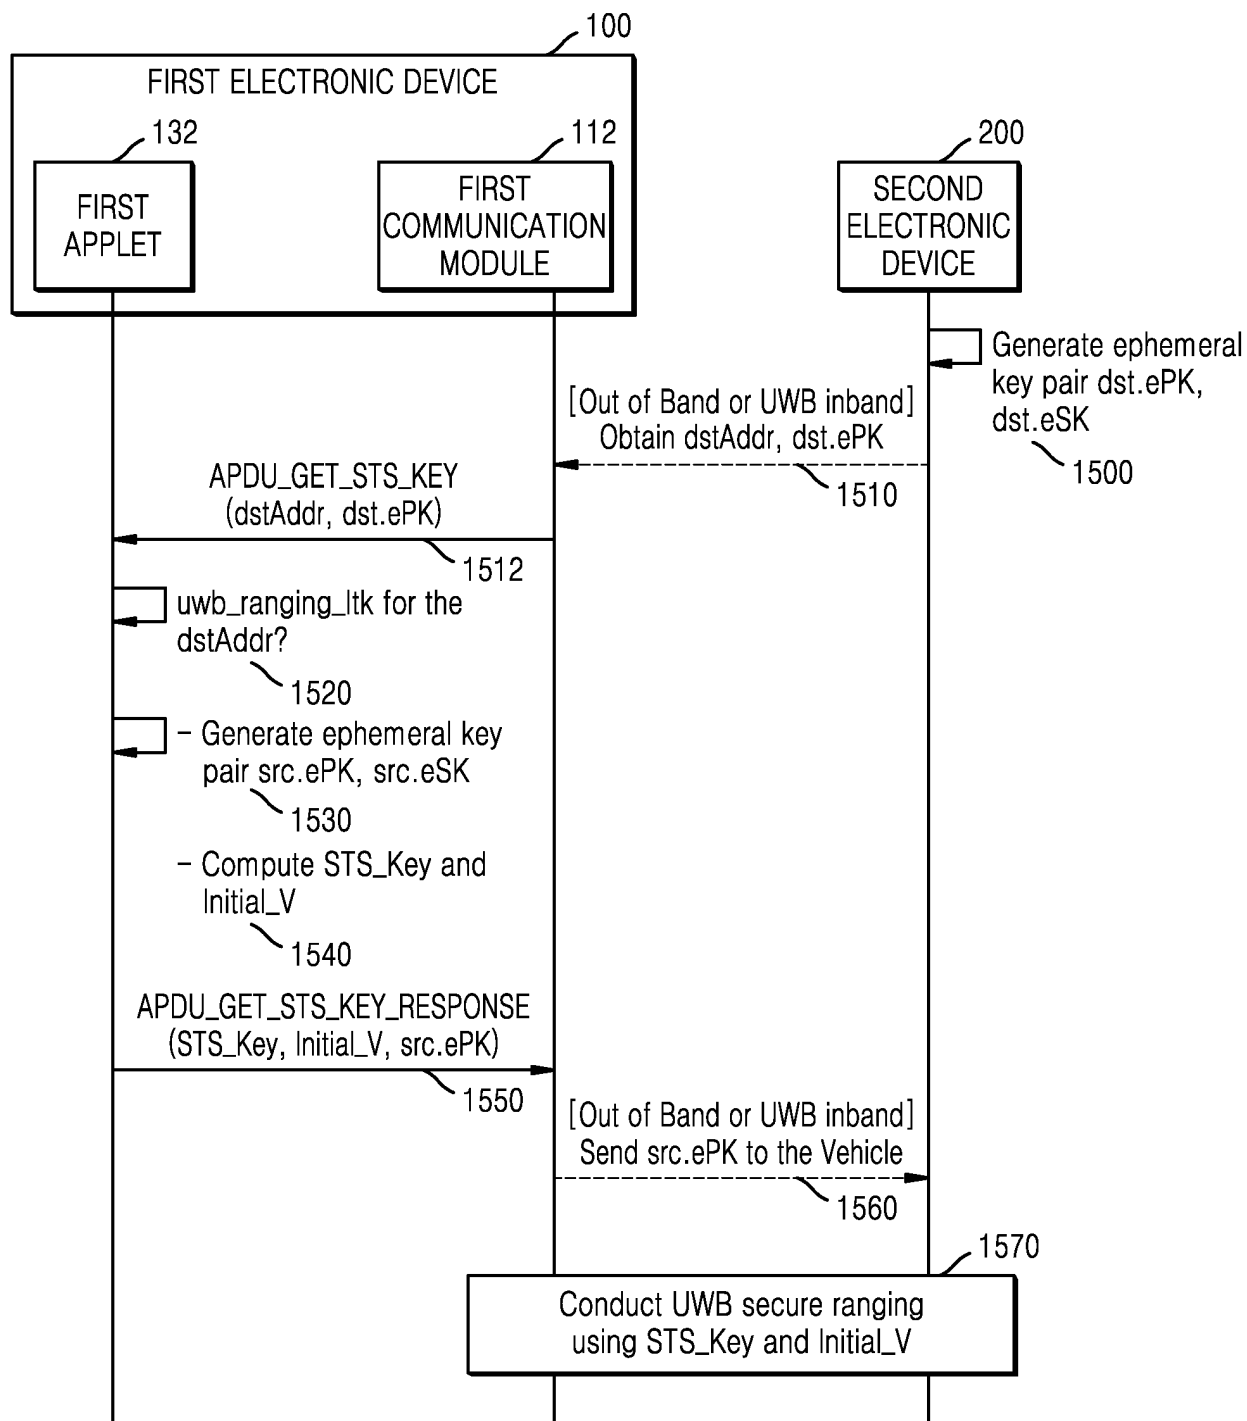 100
FIRST ELECTRONIC DEVICE
132
112
200
FIRST
APPLET
FIRST
COMMUNICATION
MODULE
SECOND
ELECTRONIC
DEVICE
Generate ephemeral
key pair dst.ePK,
dst.eSK
1500
[Out of Band or UWB inband]
Obtain dstAddr, dst.ePK
1510
APDU_GET_STS_KEY
(dstAddr, dst.ePK)
1512
uwb_ranging_ltk for the
dstAddr?
1520
– Generate ephemeral key
pair src.ePK, src.eSK
1530
– Compute STS_Key and
Initial_V
1540
APDU_GET_STS_KEY_RESPONSE
(STS_Key, Initial_V, src.ePK)
1550
[Out of Band or UWB inband]
Send src.ePK to the Vehicle
1560
1570
Conduct UWB secure ranging
using STS_Key and Initial_V